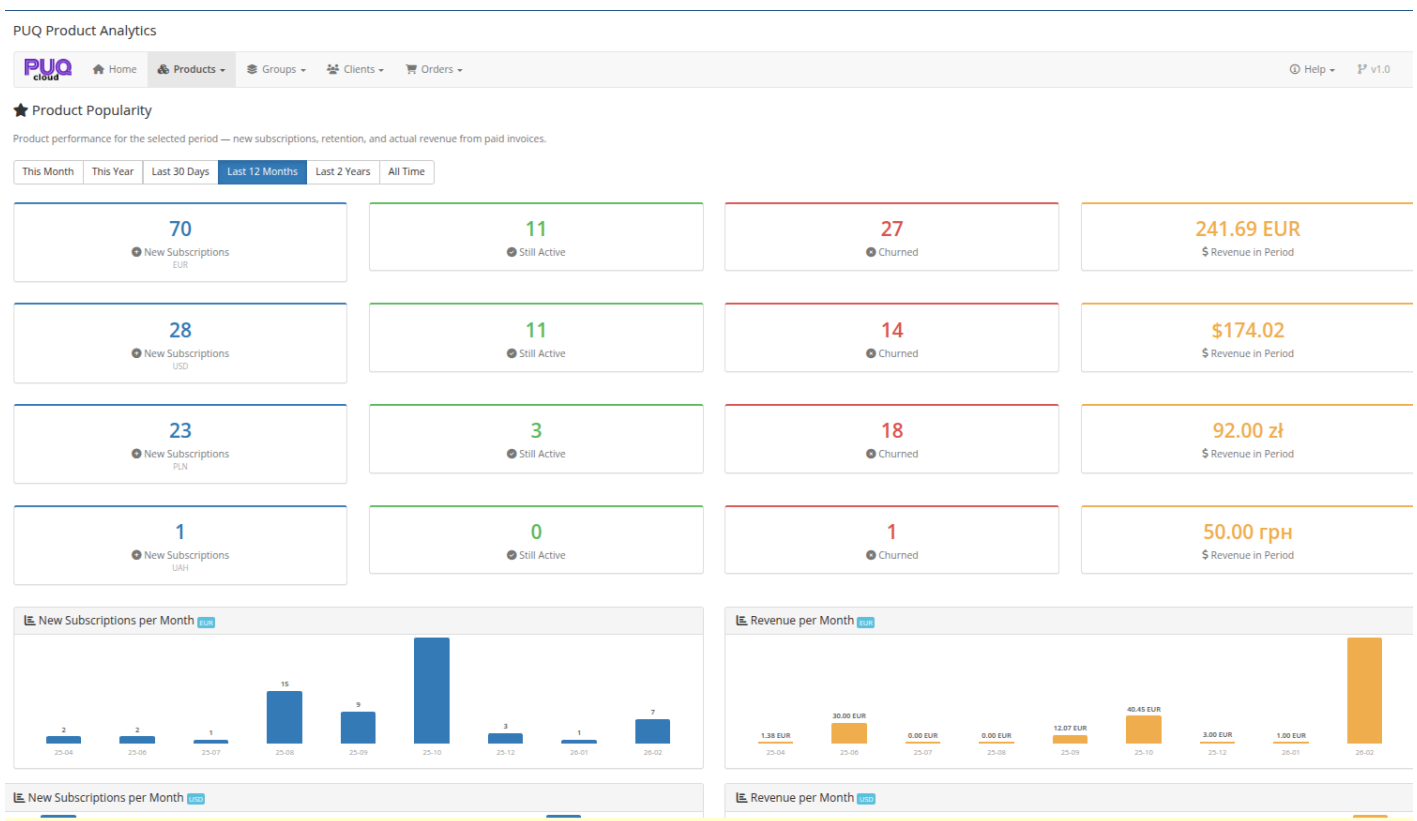 PUQ Product Analytics
PUQ cloud Home Products Groups Clients Orders Help v1.0
Product Popularity
Product performance for the selected period — new subscriptions, retention, and actual revenue from paid invoices.
This Month This Year Last 30 Days Last 12 Months Last 2 Years All Time
70 11 27 241.69 EUR
New Subscriptions Still Active Churned $ Revenue in Period
EUR
28 11 14 $174.02
New Subscriptions Still Active Churned $ Revenue in Period
USD
23 3 18 92.00 zł
New Subscriptions Still Active Churned $ Revenue in Period
PLN
1 0 1 50.00 грн
New Subscriptions Still Active Churned $ Revenue in Period
UAH
New Subscriptions per Month EUR
15
9
7
3
2 2 1 1
25-04 25-06 25-07 25-08 25-09 25-10 25-12 26-01 26-02
Revenue per Month EUR
40.45 EUR
30.00 EUR
12.07 EUR
1.38 EUR 0.00 EUR 0.00 EUR 3.00 EUR 1.00 EUR
25-04 25-06 25-07 25-08 25-09 25-10 25-12 26-01 26-02
New Subscriptions per Month USD
Revenue per Month USD